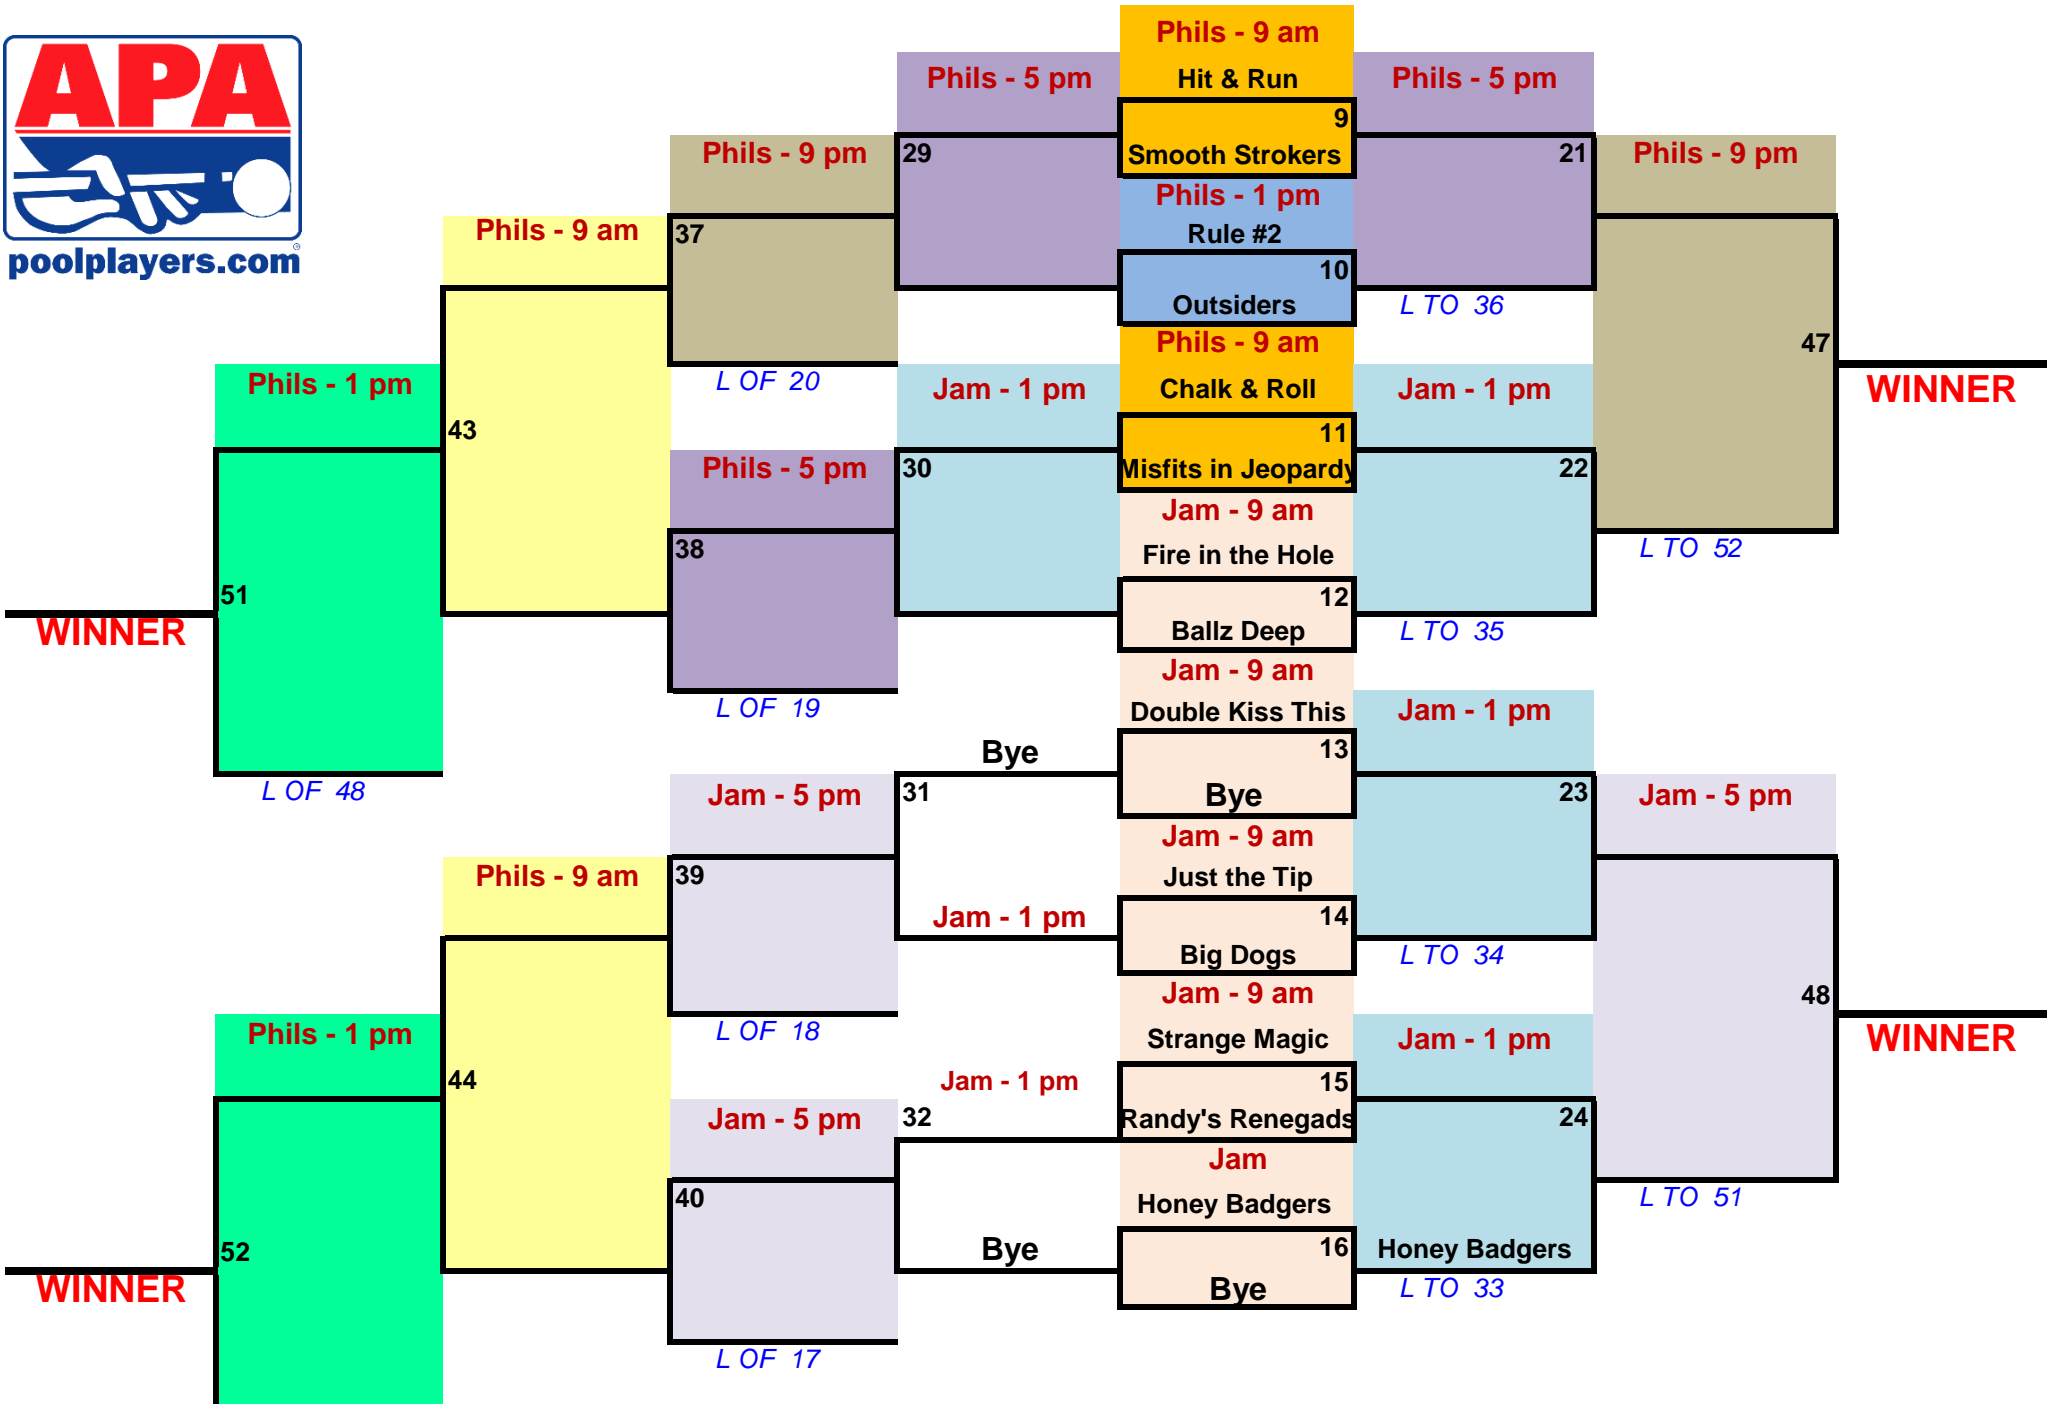 APA
poolplayers.com
Phils - 9 am
Hit & Run
9
Smooth Strokers
Phils - 1 pm
Rule #2
10
Outsiders
Phils - 9 am
Chalk & Roll
11
Misfits in Jeopardy
Jam - 9 am
Fire in the Hole
12
Ballz Deep
Jam - 9 am
Double Kiss This
13
Bye
Jam - 9 am
Just the Tip
14
Big Dogs
Jam - 9 am
Strange Magic
15
Randy's Renegads
Jam
Honey Badgers
16
Bye
Phils - 5 pm
21
L TO 36
Jam - 1 pm
22
L TO 35
Jam - 1 pm
23
L TO 34
Jam - 1 pm
24
Honey Badgers
L TO 33
Phils - 9 pm
47
L TO 52
Jam - 5 pm
48
L TO 51
WINNER
WINNER
Phils - 5 pm
29
Jam - 1 pm
30
Bye
31
Jam - 1 pm
Jam - 1 pm
32
Bye
Phils - 9 pm
37
L OF 20
Phils - 5 pm
38
L OF 19
Jam - 5 pm
39
L OF 18
Jam - 5 pm
40
L OF 17
Phils - 9 am
43
Phils - 9 am
44
Phils - 1 pm
51
L OF 48
Phils - 1 pm
52
WINNER
WINNER